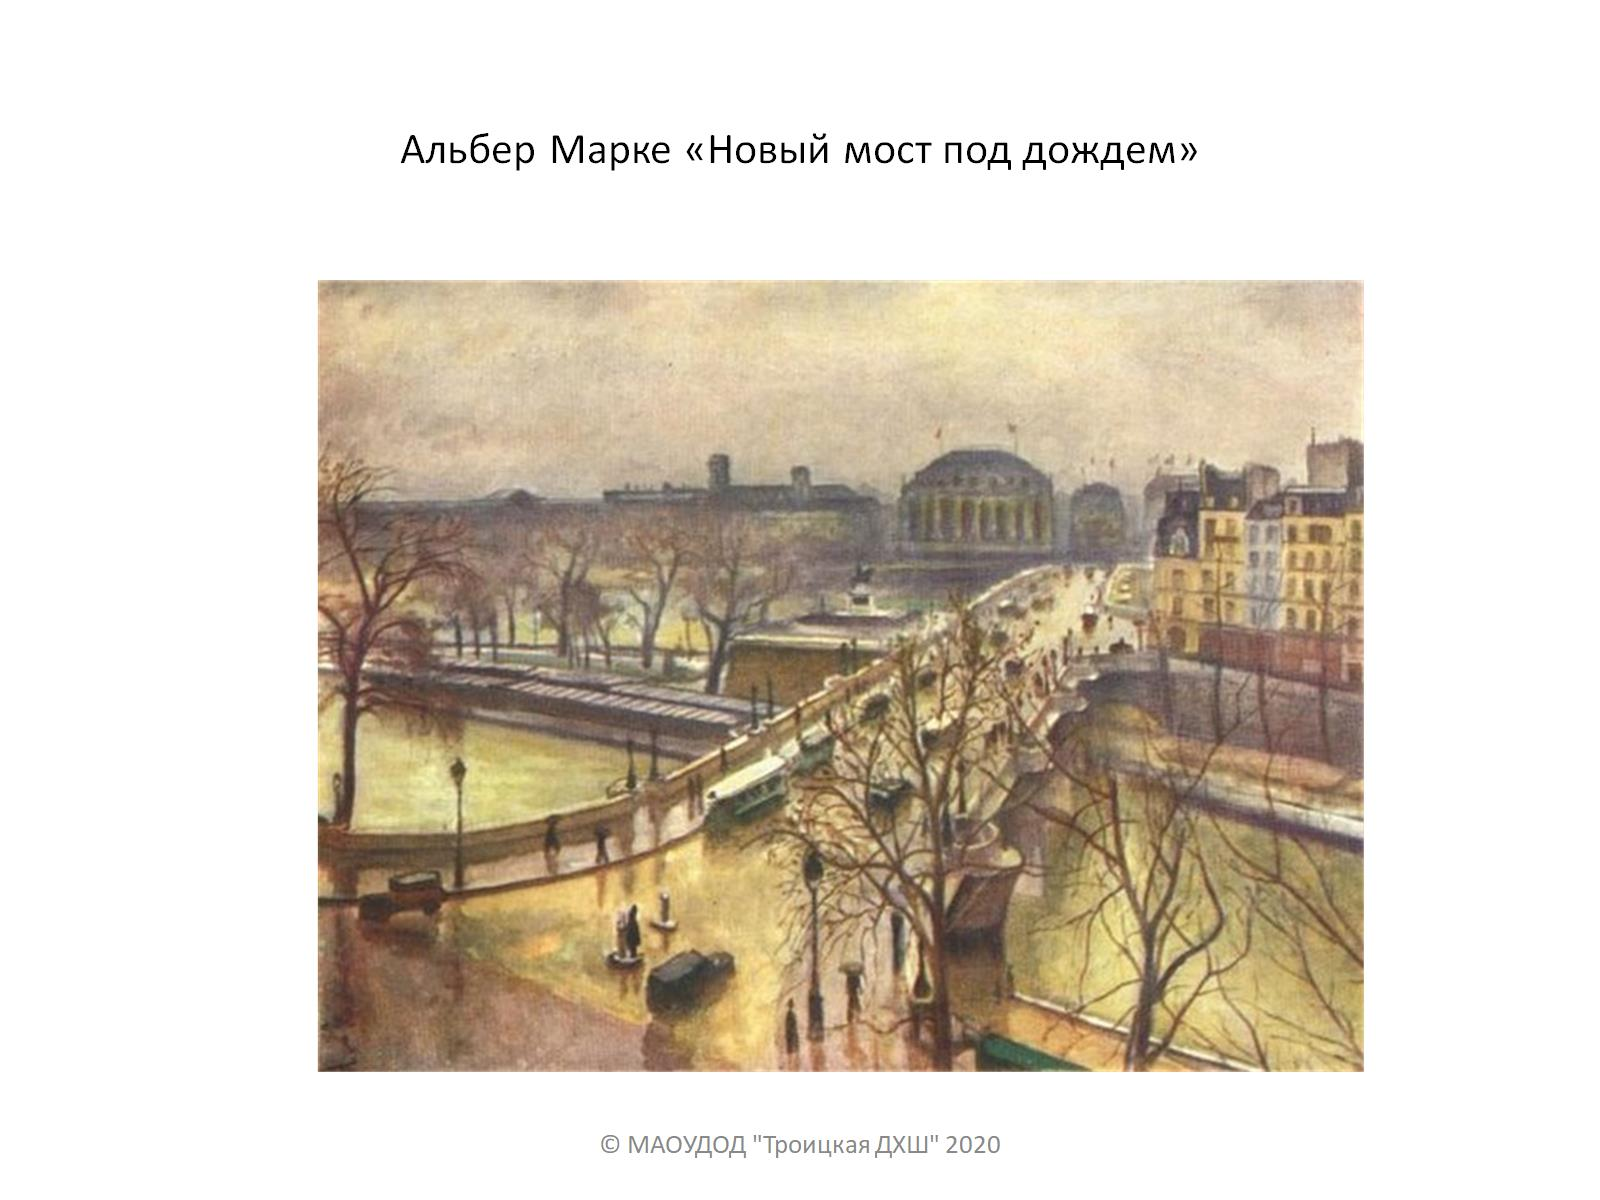 Альбер Марке «Новый мост под дождем»
© МАОУДОД "Троицкая ДХШ" 2020